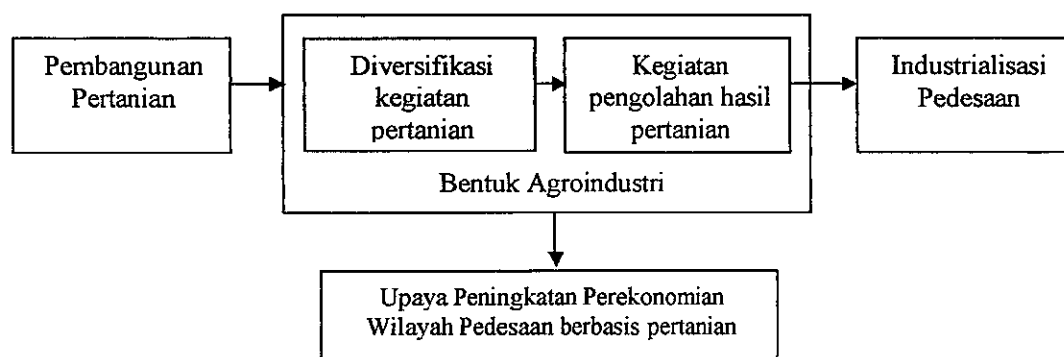 Pembangunan
Pertanian
Diversifikasi
kegiatan
pertanian
Kegiatan
pengolahan hasil
pertanian
Industrialisasi
Pedesaan
Bentuk Agroindustri
Upaya Peningkatan Perekonomian
Wilayah Pedesaan berbasis pertanian